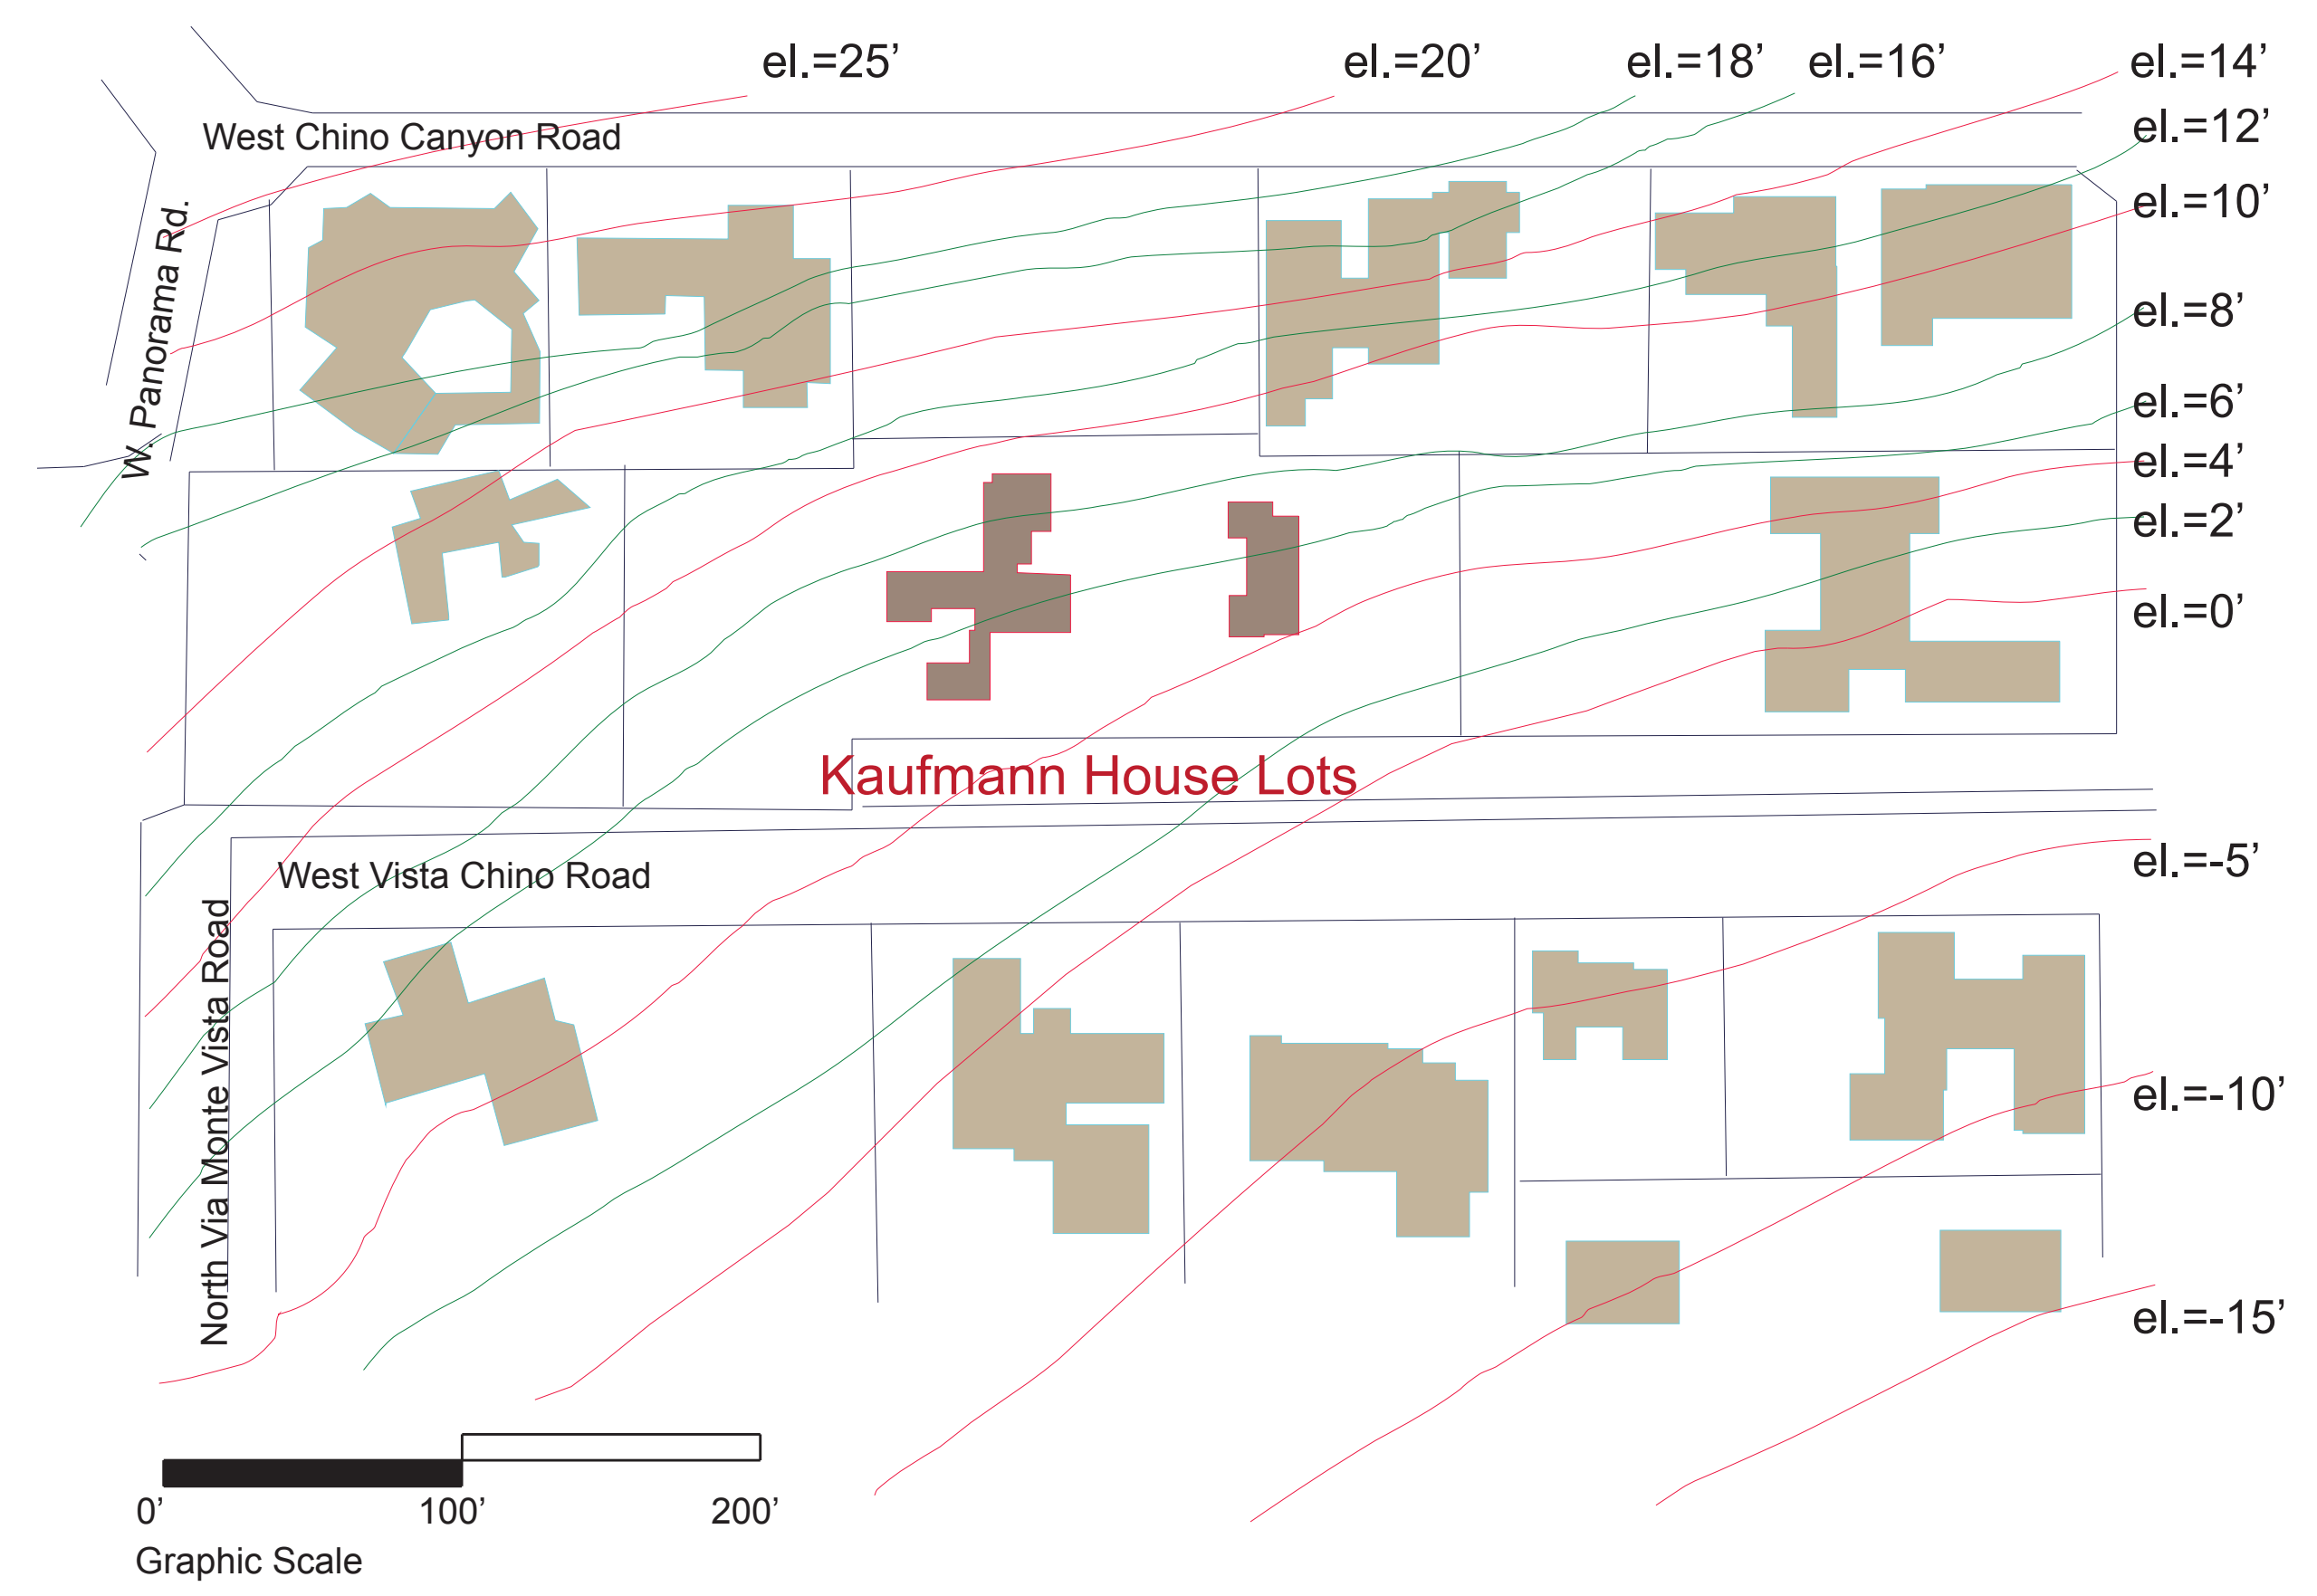 el.=25’
el.=20’
el.=18’
el.=16’
el.=14’
West Chino Canyon Road
el.=12’
el.=10’
W. Panorama Rd.
el.=8’
el.=6’
el.=4’
el.=2’
el.=0’
Kaufmann House Lots
West Vista Chino Road
el.=-5’
North Via Monte Vista Road
el.=-10’
el.=-15’
0’
100’
200’
Graphic Scale